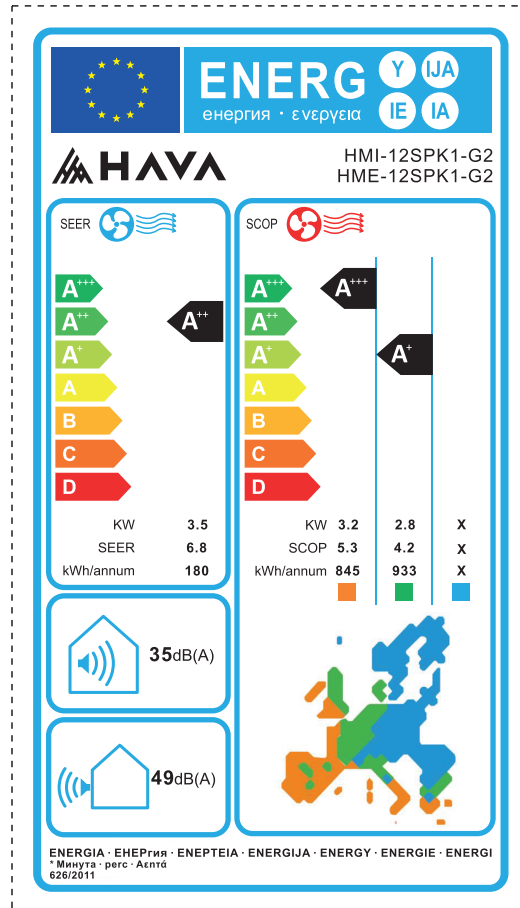 ENERG
Y
IJA
IE
IA
енергия · ενεργεια
HAVA
HMI-12SPK1-G2
HME-12SPK1-G2
SEER
A+++
A++
A+
A
B
C
D
A++
KW 3.5
SEER 6.8
kWh/annum 180
SCOP
A+++
A++
A+
A
B
C
D
A+++
A+
KW 3.2 2.8 X
SCOP 5.3 4.2 X
kWh/annum 845 933 X
35dB(A)
49dB(A)
ENERGIA · ЕНЕРгия · ΕΝΕΡΤΕΙΑ · ENERGIJA · ENERGY · ENERGIE · ENERGI
* Минута · perc · Λεπτά
626/2011